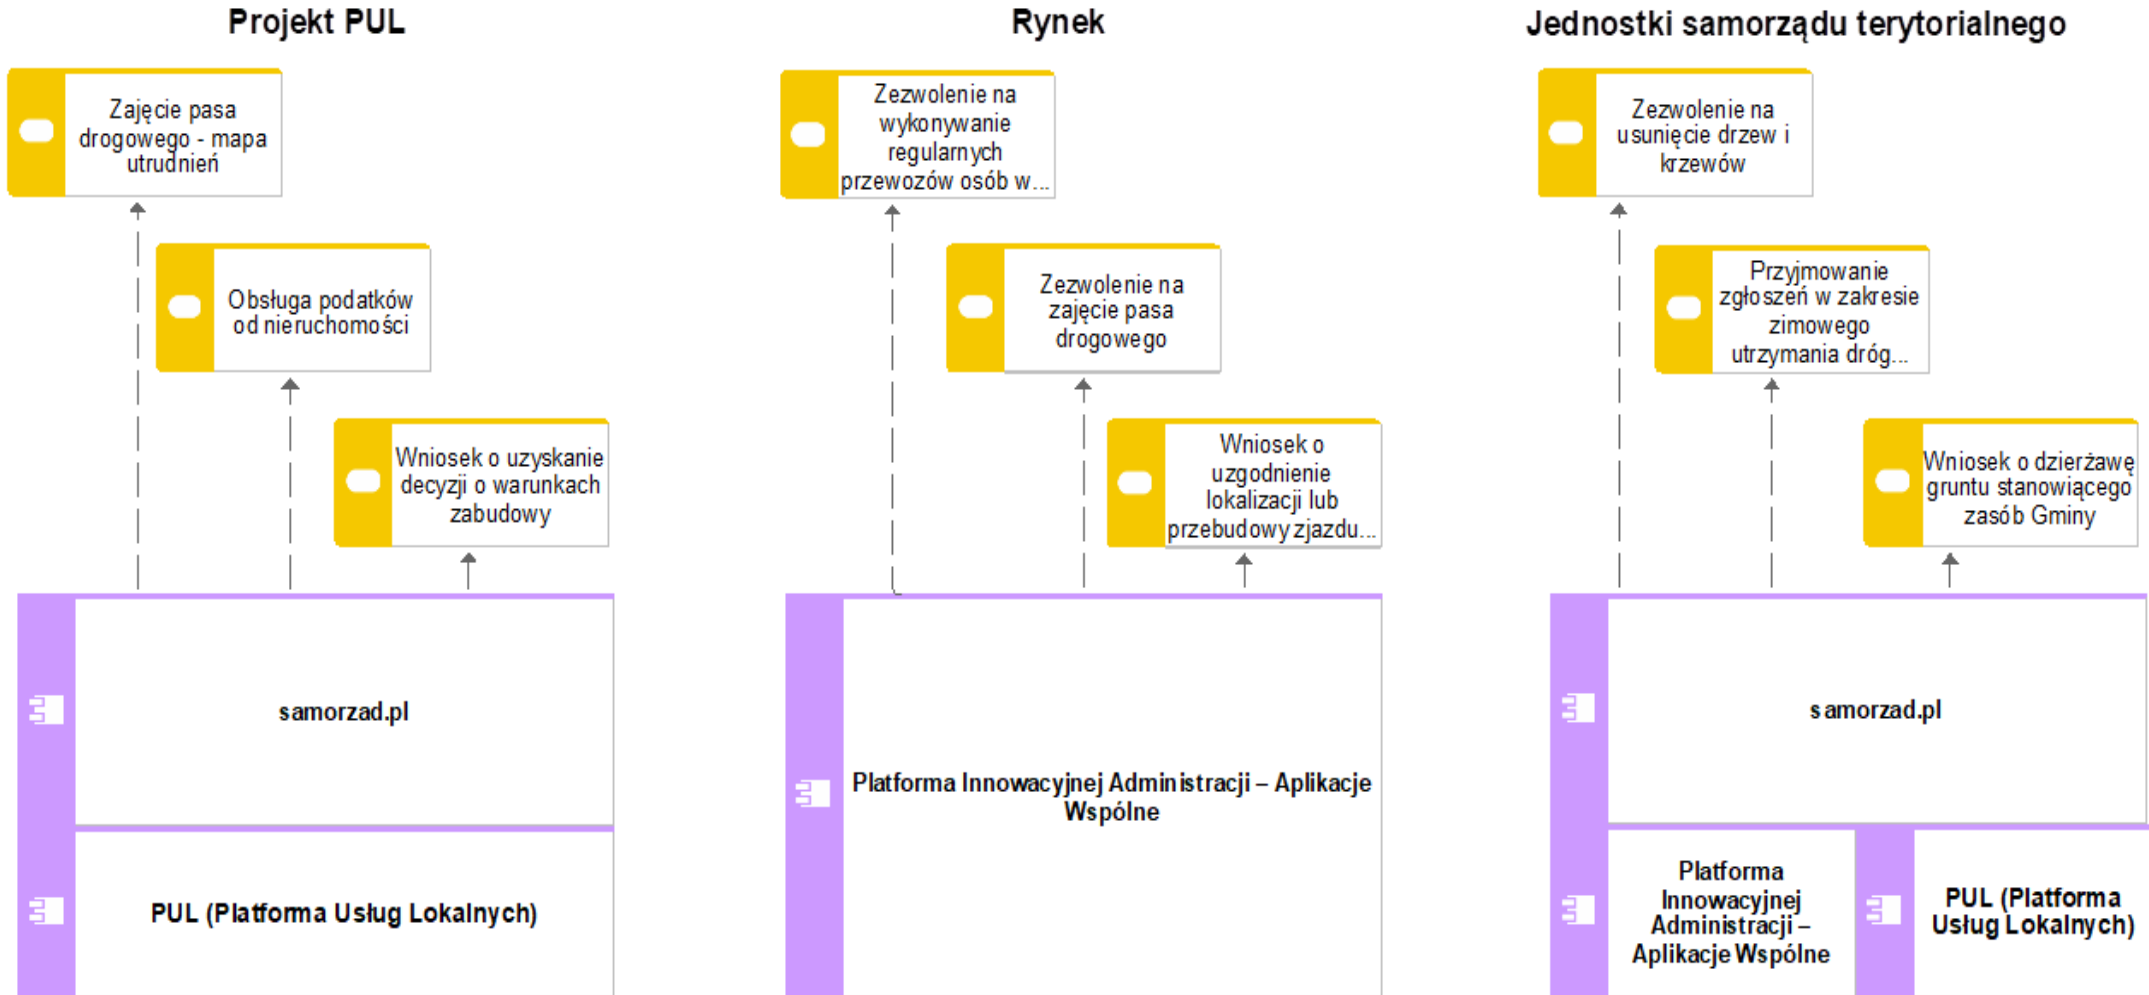 Projekt PUL
Zajęcie pasa
drogowego - mapa
utrudnień
Obsługa podatków
od nieruchomości
Wniosek o uzyskanie
decyzji o warunkach
zabudowy
samorzad.pl
PUL (Platforma Usług Lokalnych)
Rynek
Zezwolenie na
wykonywanie
regularnych
przewozów osób w...
Zezwolenie na
zajęcie pasa
drogowego
Wniosek o
uzgodnienie
lokalizacji lub
przebudowy zjazdu...
Platforma Innowacyjnej Administracji – Aplikacje
Wspólne
Jednostki samorządu terytorialnego
Zezwolenie na
usunięcie drzew i
krzewów
Przyjmowanie
zgłoszeń w zakresie
zimowego
utrzymania dróg...
Wniosek o dzierżawę
gruntu stanowiącego
zasób Gminy
samorzad.pl
Platforma
Innowacyjnej
Administracji –
Aplikacje Wspólne
PUL (Platforma
Usług Lokalnych)